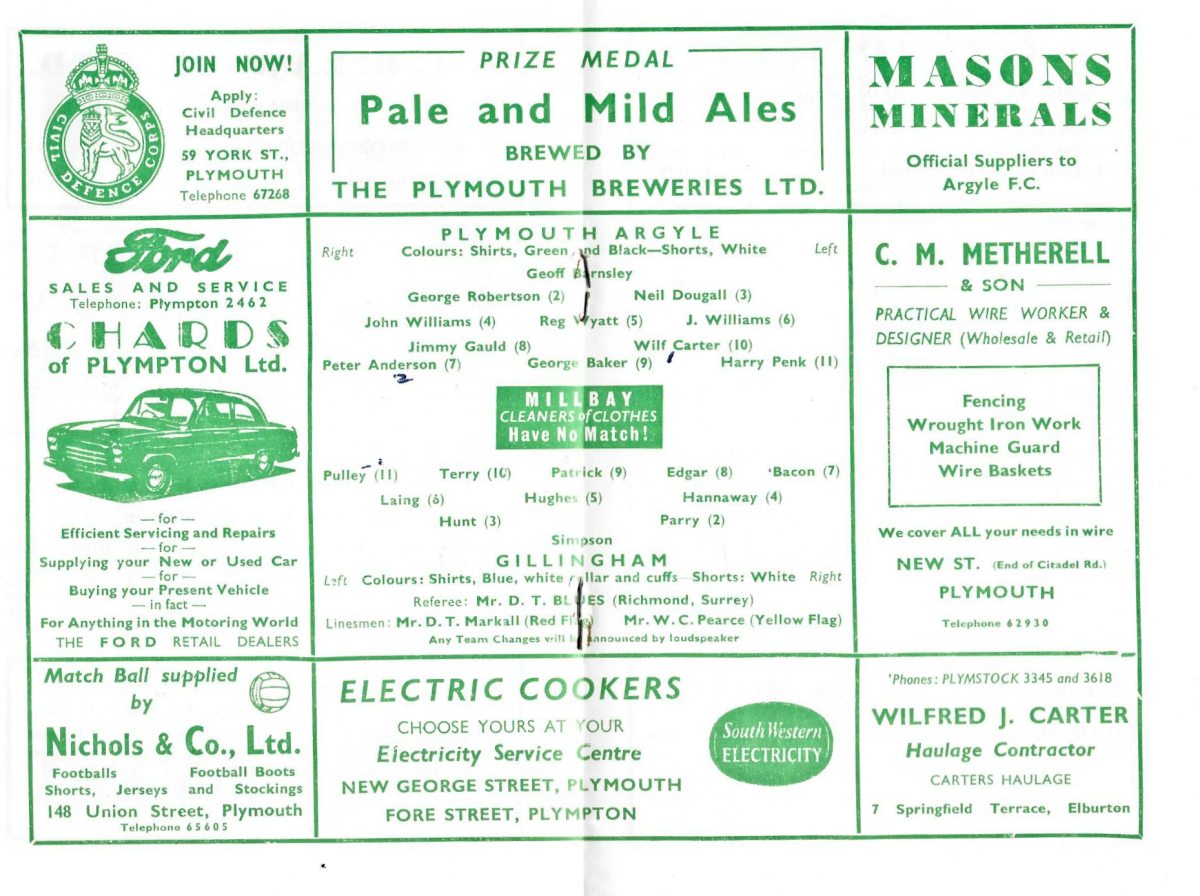 CIVIL DEFENCE CORPS
JOIN NOW!
Apply:
Civil Defence
Headquarters
59 YORK ST.,
PLYMOUTH
Telephone 67268
PRIZE MEDAL
Pale and Mild Ales
BREWED BY
THE PLYMOUTH BREWERIES LTD.
MASONS
MINERALS
Official Suppliers to
Argyle F.C.
Ford
SALES AND SERVICE
Telephone: Plympton 2462
CHARDS
of PLYMPTON Ltd.
— for —
Efficient Servicing and Repairs
— for —
Supplying your New or Used Car
— for —
Buying your Present Vehicle
— in fact —
For Anything in the Motoring World
THE FORD RETAIL DEALERS
PLYMOUTH ARGYLE
Right Colours: Shirts, Green and Black—Shorts, White Left
Geoff Barnsley
George Robertson (2) Neil Dougall (3)
John Williams (4) Reg Wyatt (5) J. Williams (6)
Jimmy Gauld (8) Wilf Carter (10)
Peter Anderson (7) George Baker (9) Harry Penk (11)
2
MILLBAY
CLEANERS of CLOTHES
Have No Match!
Pulley (11) Terry (10) Patrick (9) Edgar (8) Bacon (7)
Laing (6) Hughes (5) Hannaway (4)
Hunt (3) Parry (2)
Simpson
GILLINGHAM
Left Colours: Shirts, Blue, white collar and cuffs Shorts: White Right
Referee: Mr. D. T. BLUES (Richmond, Surrey)
Linesmen: Mr. D. T. Markall (Red Flag) Mr. W. C. Pearce (Yellow Flag)
Any Team Changes will be announced by loudspeaker
C. M. METHERELL
& SON
PRACTICAL WIRE WORKER &
DESIGNER (Wholesale & Retail)
Fencing
Wrought Iron Work
Machine Guard
Wire Baskets
We cover ALL your needs in wire
NEW ST. (End of Citadel Rd.)
PLYMOUTH
Telephone 62930
Match Ball supplied
by
Nichols & Co., Ltd.
Footballs Football Boots
Shorts, Jerseys and Stockings
148 Union Street, Plymouth
Telephone 65605
ELECTRIC COOKERS
CHOOSE YOURS AT YOUR
Electricity Service Centre
NEW GEORGE STREET, PLYMOUTH
FORE STREET, PLYMPTON
South Western
ELECTRICITY
'Phones: PLYMSTOCK 3345 and 3618
WILFRED J. CARTER
Haulage Contractor
CARTERS HAULAGE
7 Springfield Terrace, Elburton